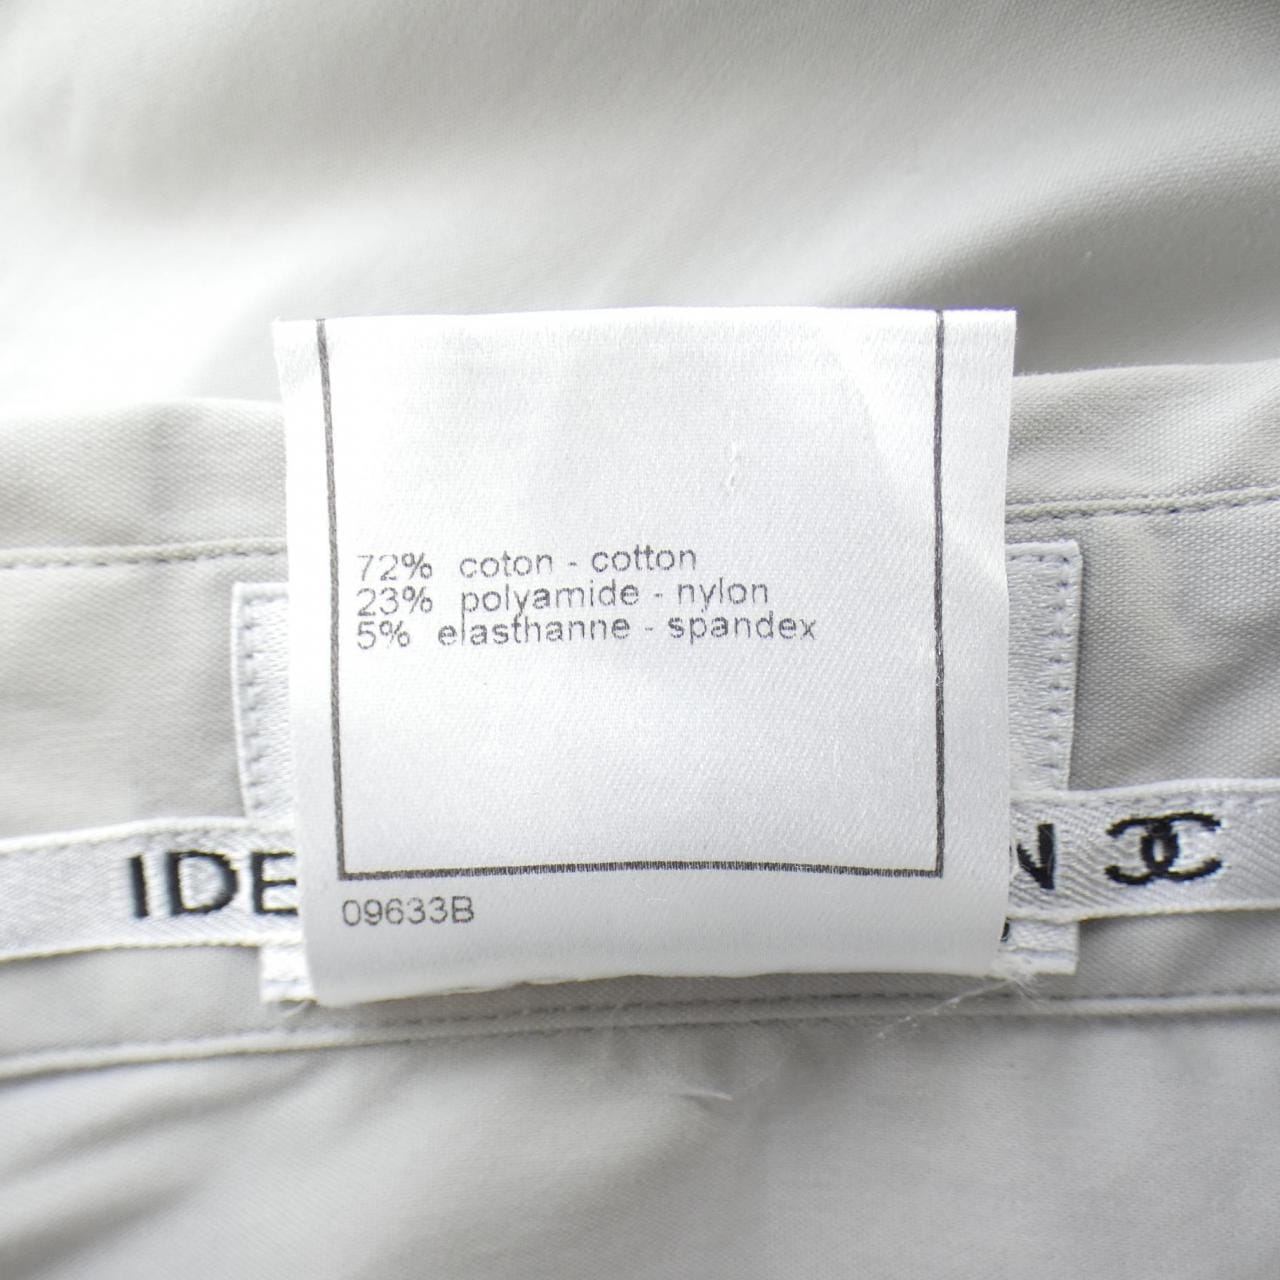 72% coton - cotton
23% polyamide - nylon
5% elasthanne - spandex
IDE
09633B